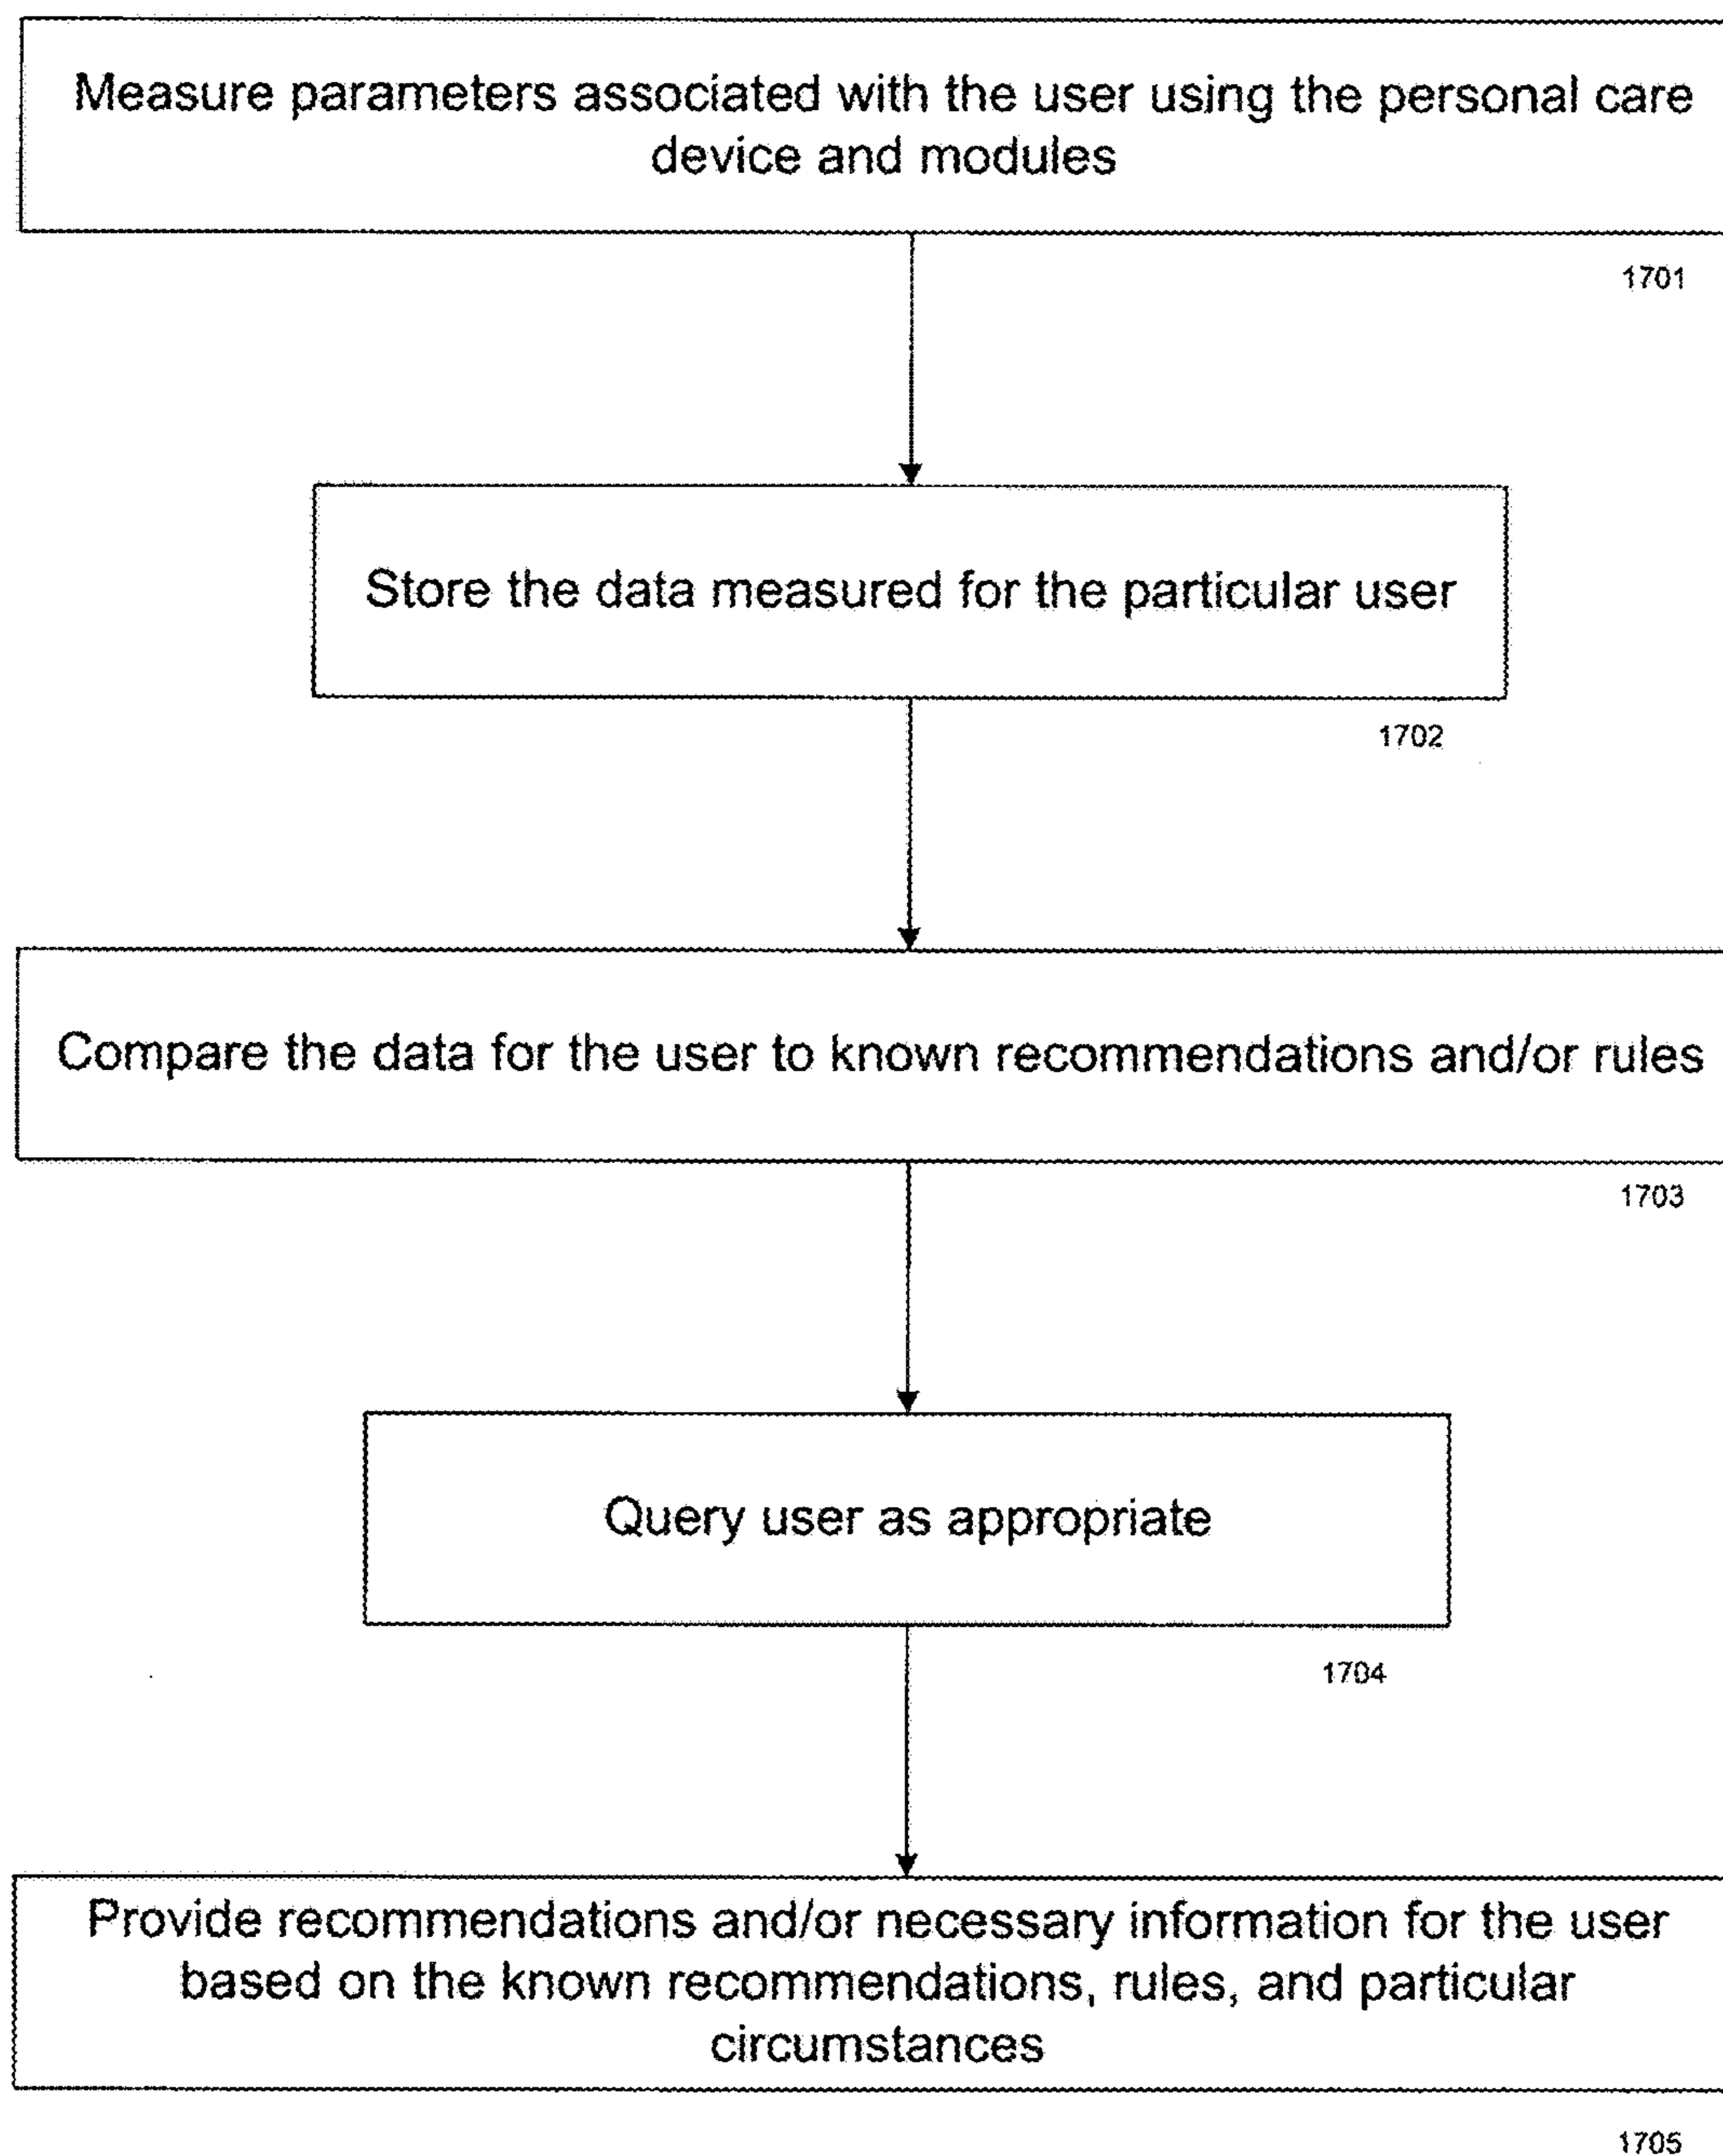 Measure parameters associated with the user using the personal care
device and modules
1701
Store the data measured for the particular user
1702
Compare the data for the user to known recommendations and/or rules
1703
Query user as appropriate
1704
Provide recommendations and/or necessary information for the user
based on the known recommendations, rules, and particular
circumstances
1705